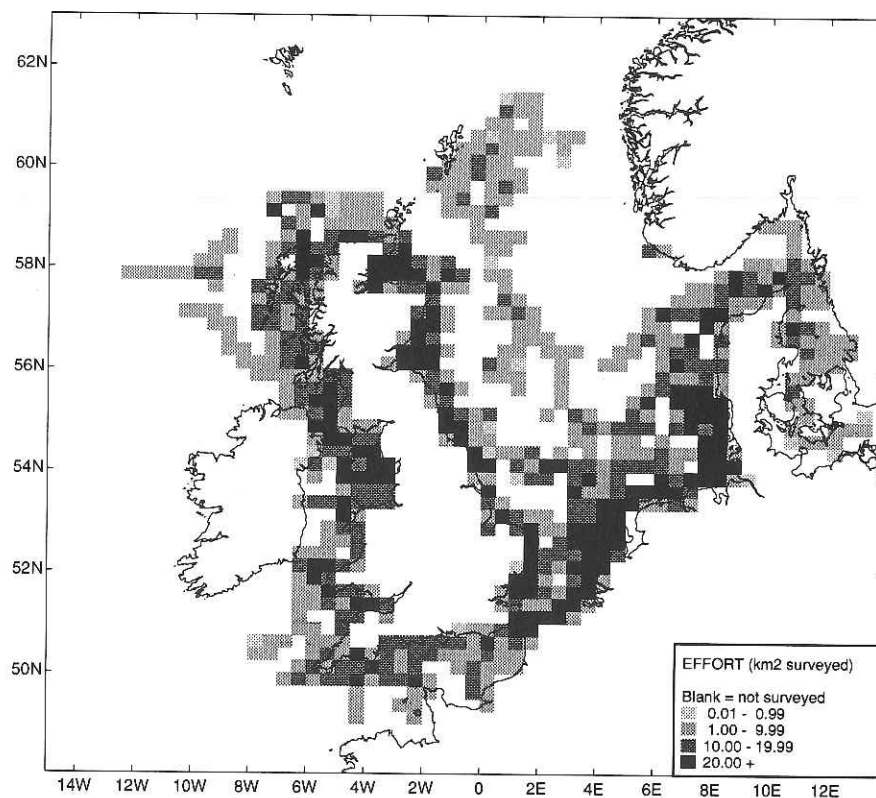 62N
60N
58N
56N
54N
52N
50N
14W 12W 10W 8W 6W 4W 2W 0 2E 4E 6E 8E 10E 12E
EFFORT (km2 surveyed)
Blank = not surveyed
0.01 - 0.99
1.00 - 9.99
10.00 - 19.99
20.00 +